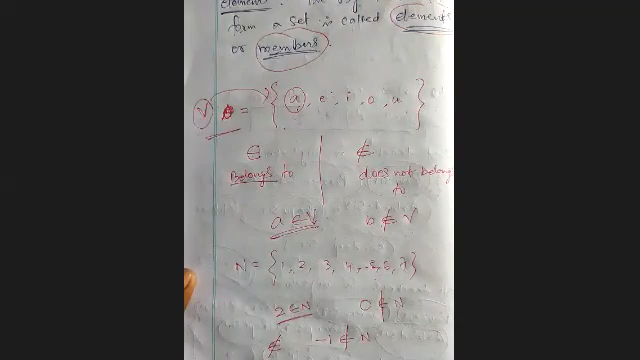 form a set is called elements
or members.
V = { a, e, i, o, u }
∈ ∉
Belongs to does not belong to
a ∈ V b ∉ V
N = { 1, 2, 3, 4, 5, 6, 7 }
2 ∈ N 0 ∉ N
∉ -1 ∉ N